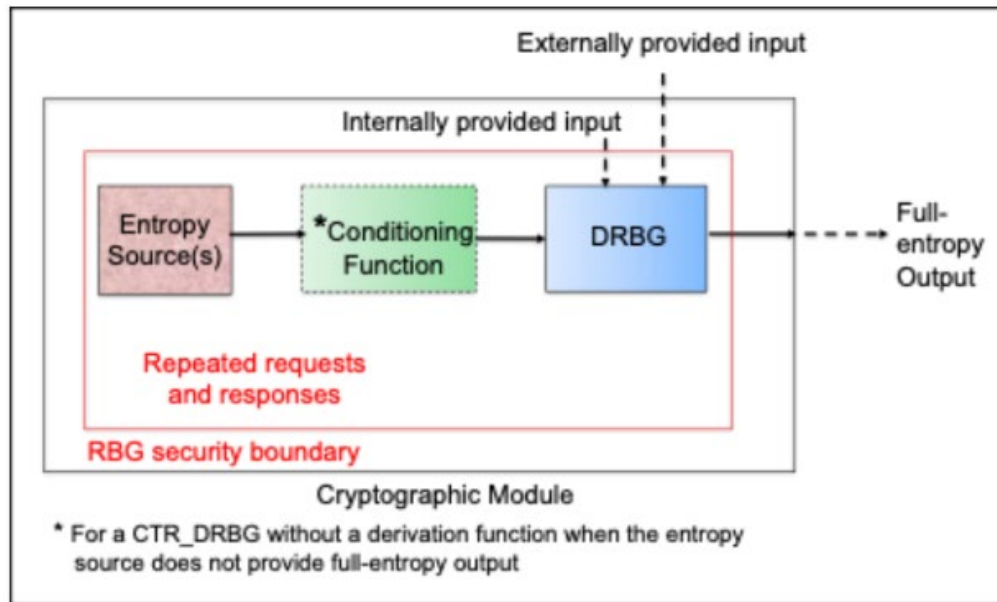 Externally provided input
Internally provided input
Entropy
Source(s)
*Conditioning
Function
DRBG
Full-
entropy
Output
Repeated requests
and responses
RBG security boundary
Cryptographic Module
* For a CTR_DRBG without a derivation function when the entropy
source does not provide full-entropy output